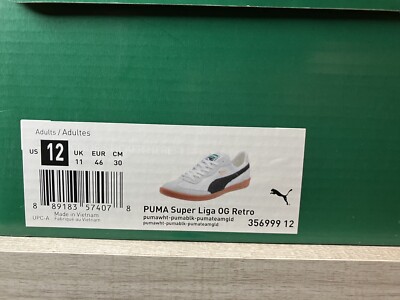 Adults / Adultes
US 12 UK 11 EUR 46 CM 30
8 89183 57407 8
UPC-A
Made in Vietnam
Fabriqué au Vietnam
PUMA Super Liga OG Retro
pumawht-pumablk-pumateamgld
pumawht-pumablk-pumateamgld
356999 12